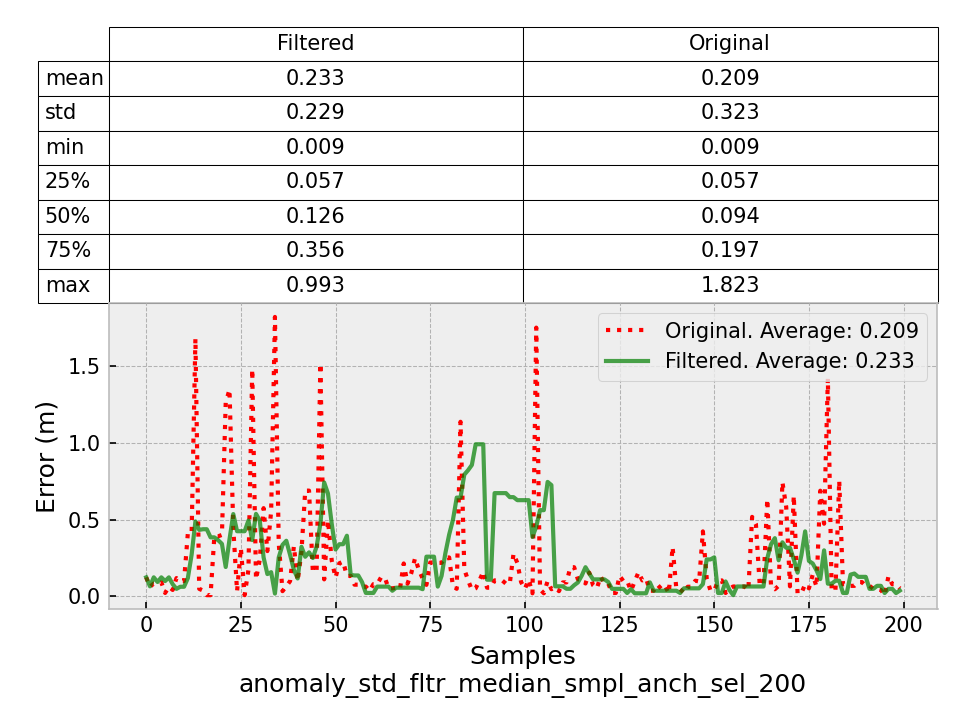 Filtered Original
mean 0.233 0.209
std 0.229 0.323
min 0.009 0.009
25% 0.057 0.057
50% 0.126 0.094
75% 0.356 0.197
max 0.993 1.823
Original. Average: 0.209
Filtered. Average: 0.233
1.5
1.0
0.5
0.0
Error (m)
0 25 50 75 100 125 150 175 200
Samples
anomaly_std_fltr_median_smpl_anch_sel_200